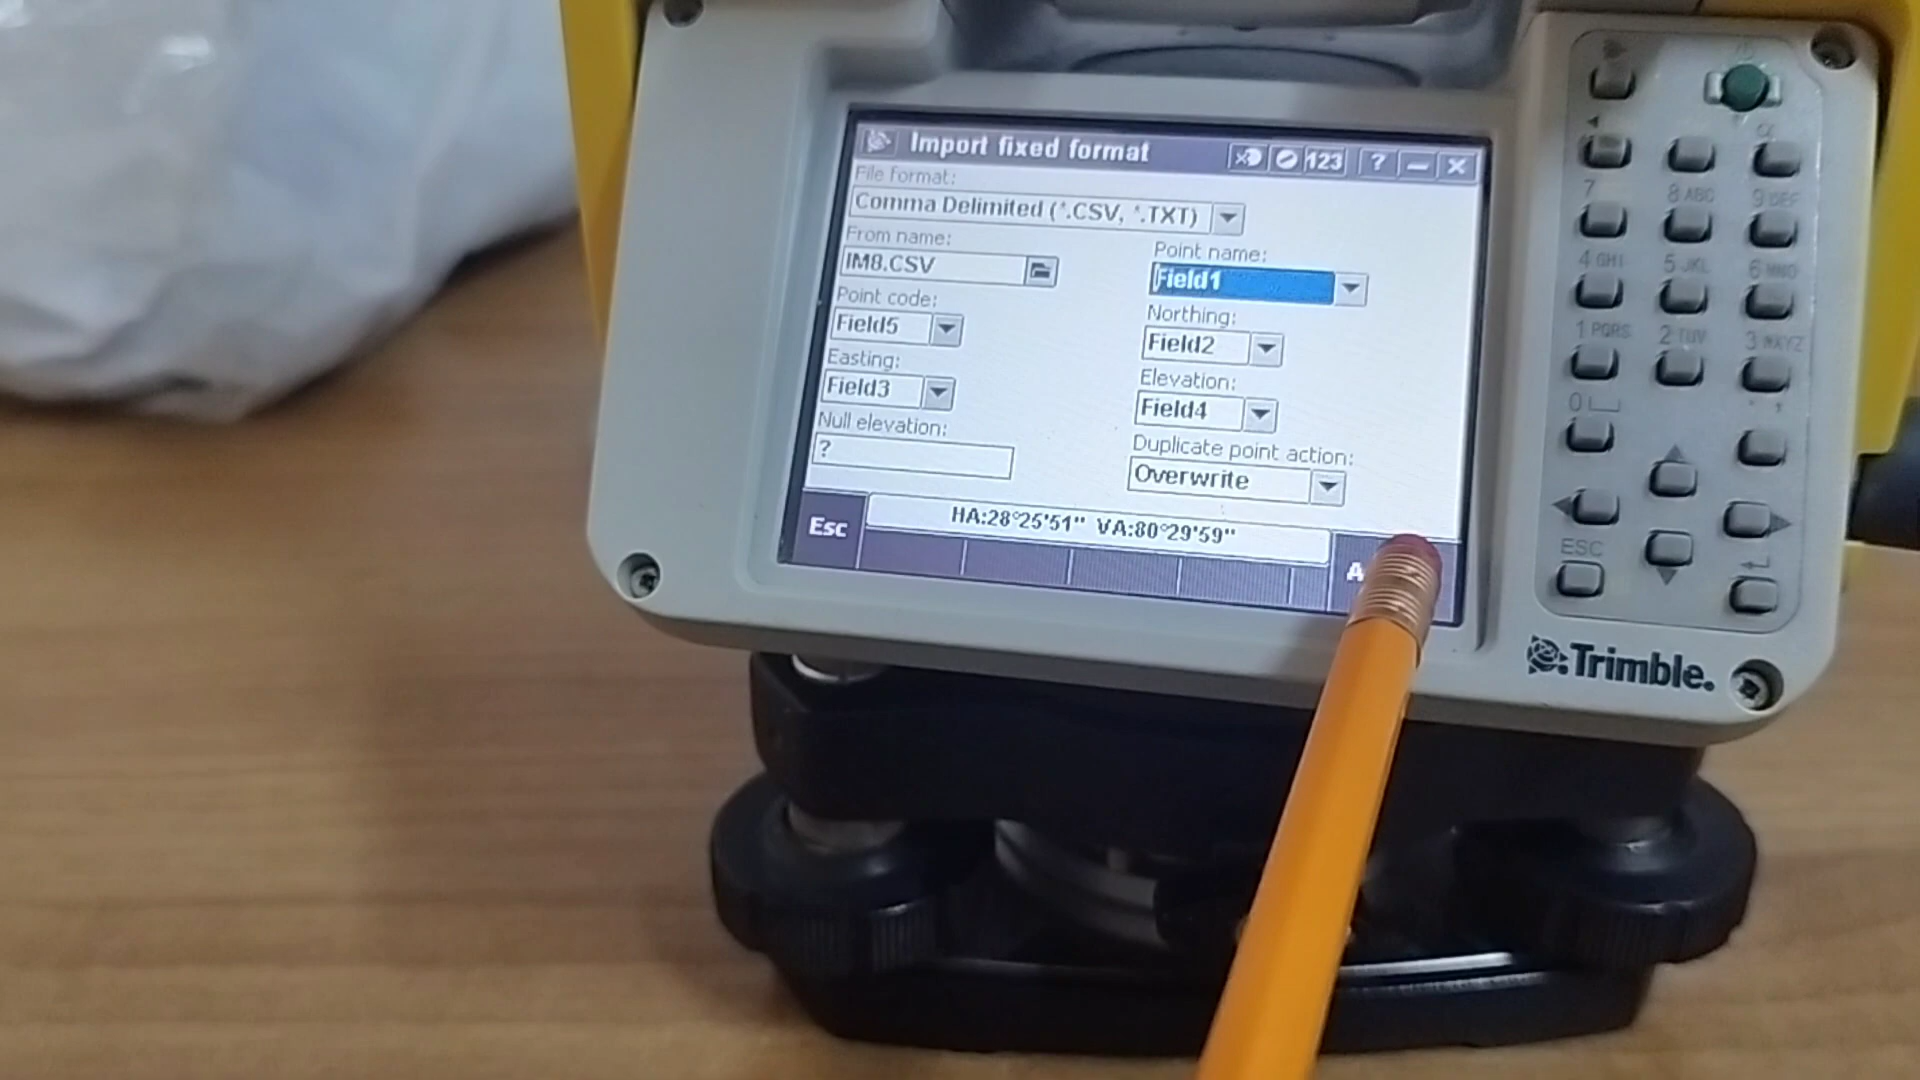 Import fixed format
123 ?
File format:
Comma Delimited (*.CSV, *.TXT)
From name:
IM8.CSV
Point name:
Field1
Point code:
Field5
Northing:
Field2
Easting:
Field3
Elevation:
Field4
Null elevation:
?
Duplicate point action:
Overwrite
Esc
HA:28°25'51" VA:80°29'59"
7
8 ABC
9 DEF
4 GHI
5 JKL
6 MNO
1 PQRS
2 TUV
3 WXYZ
0
ESC
Trimble.